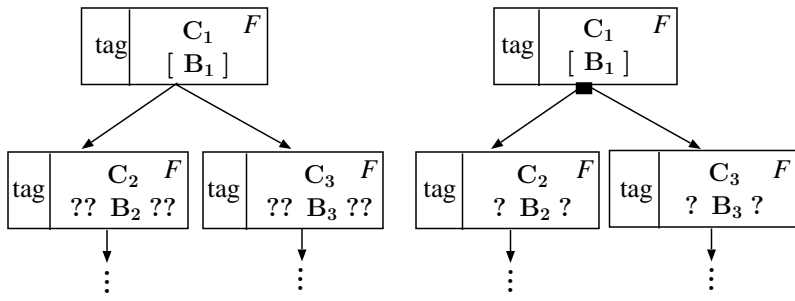 tag C₁ F
[ B₁ ]
tag C₂ F
?? B₂ ??
tag C₃ F
?? B₃ ??
⋮
⋮
tag C₁ F
[ B₁ ]
tag C₂ F
? B₂ ?
tag C₃ F
? B₃ ?
⋮
⋮